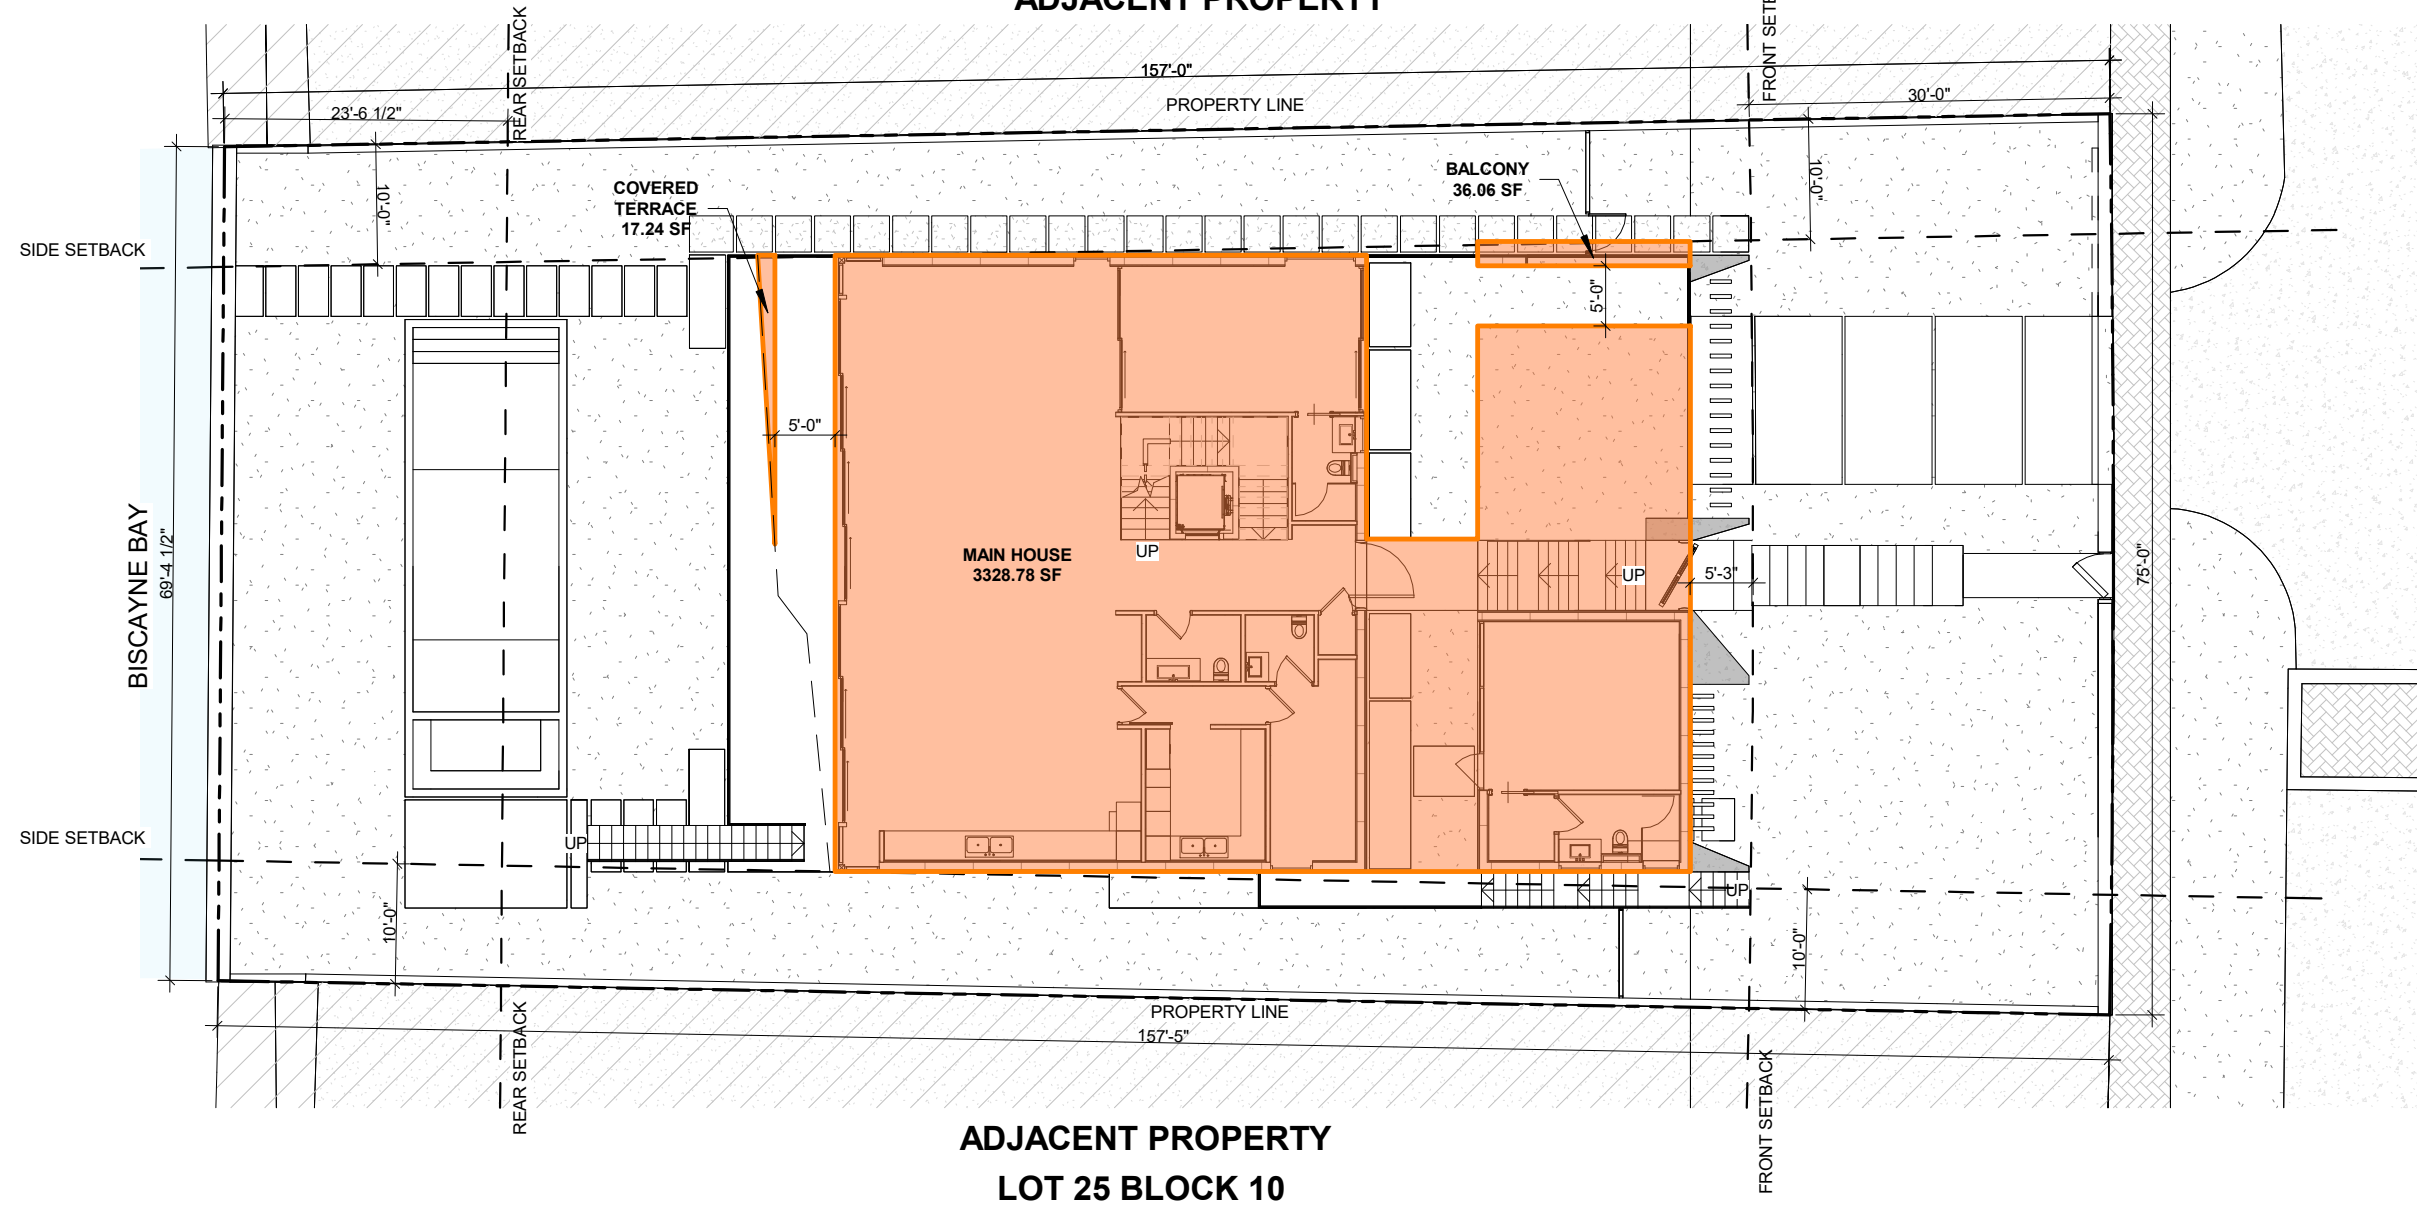 ADJACENT PROPERTY
REAR SETBACK
157'-0"
FRONT SETBACK
23'-6 1/2"
PROPERTY LINE
30'-0"
10'-0"
COVERED
TERRACE
17.24 SF
BALCONY
36.06 SF
10'-0"
SIDE SETBACK
5'-0"
5'-0"
BISCAYNE BAY
69'-4 1/2"
MAIN HOUSE
3328.78 SF
UP
UP
5'-3"
75'-0"
SIDE SETBACK
UP
UP
10'-0"
10'-0"
PROPERTY LINE
157'-5"
REAR SETBACK
FRONT SETBACK
ADJACENT PROPERTY
LOT 25 BLOCK 10